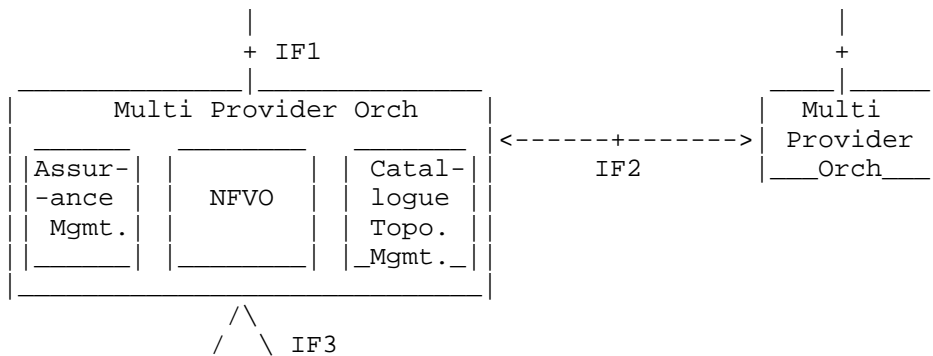 + IF1 +
Multi Provider Orch Multi
<------+-------> Provider
Assur- Catal- IF2 Orch
-ance NFVO logue
Mgmt. Topo.
Mgmt.
IF3